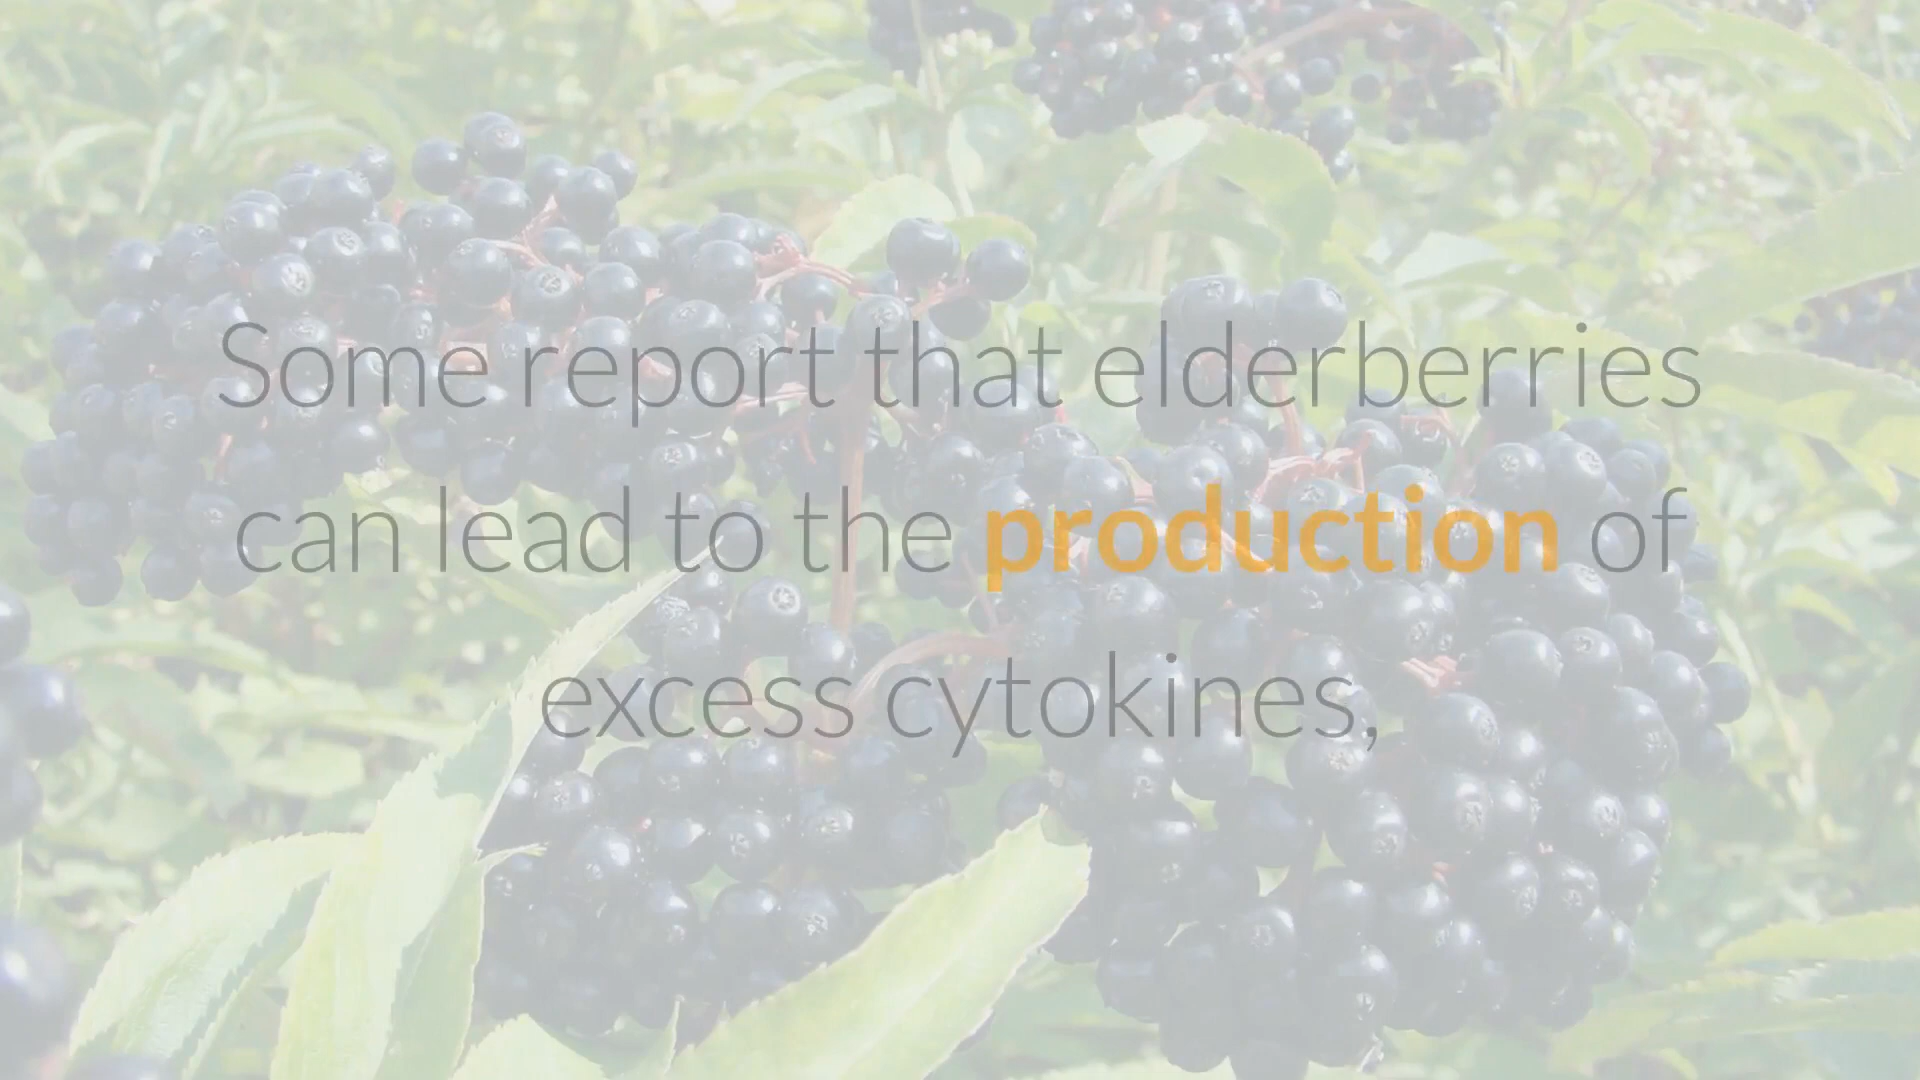 Some report that elderberries
can lead to the production of
excess cytokines,